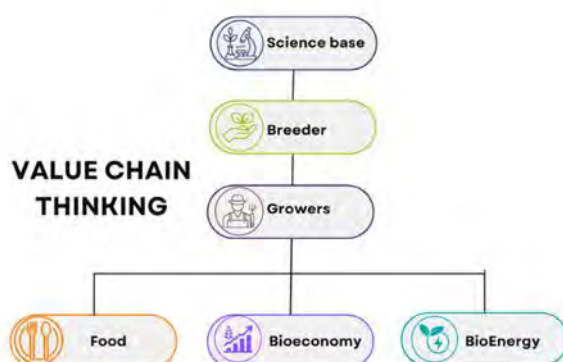 Science base
Breeder
VALUE CHAIN
THINKING
Growers
Food
Bioeconomy
BioEnergy